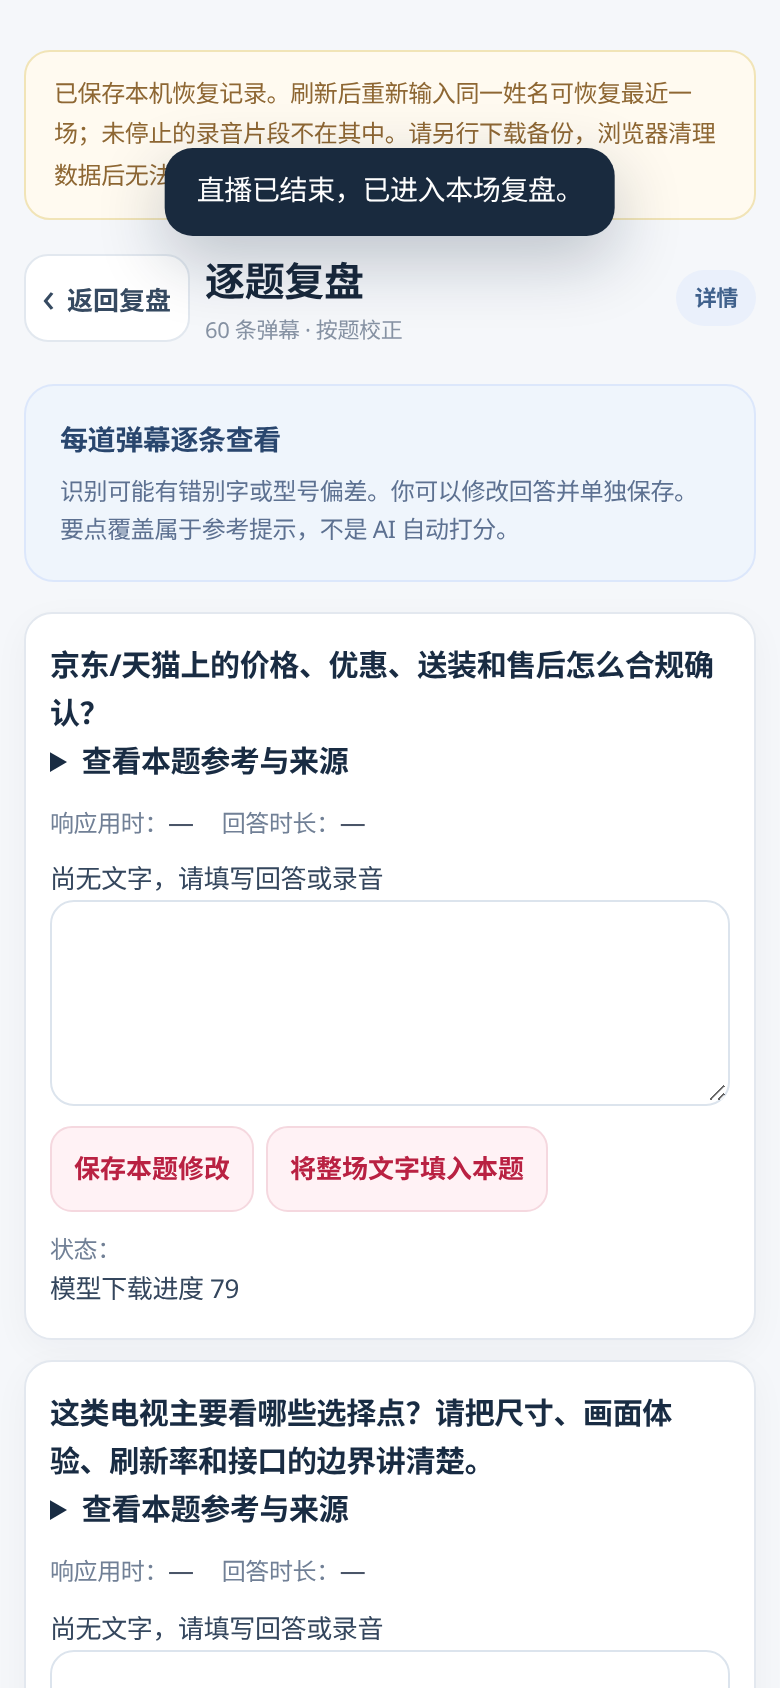 已保存本机恢复记录。刷新后重新输入同一姓名可恢复最近一
场；未停止的录音片段不在其中。请另行下载备份，浏览器清理
数据后无法
直播已结束，已进入本场复盘。
‹ 返回复盘
逐题复盘
60 条弹幕 · 按题校正
详情
每道弹幕逐条查看
识别可能有错别字或型号偏差。你可以修改回答并单独保存。
要点覆盖属于参考提示，不是 AI 自动打分。
京东/天猫上的价格、优惠、送装和售后怎么合规确
认？
▶ 查看本题参考与来源
响应用时：— 回答时长：—
尚无文字，请填写回答或录音
保存本题修改
将整场文字填入本题
状态：
模型下载进度 79
这类电视主要看哪些选择点？请把尺寸、画面体
验、刷新率和接口的边界讲清楚。
▶ 查看本题参考与来源
响应用时：— 回答时长：—
尚无文字，请填写回答或录音